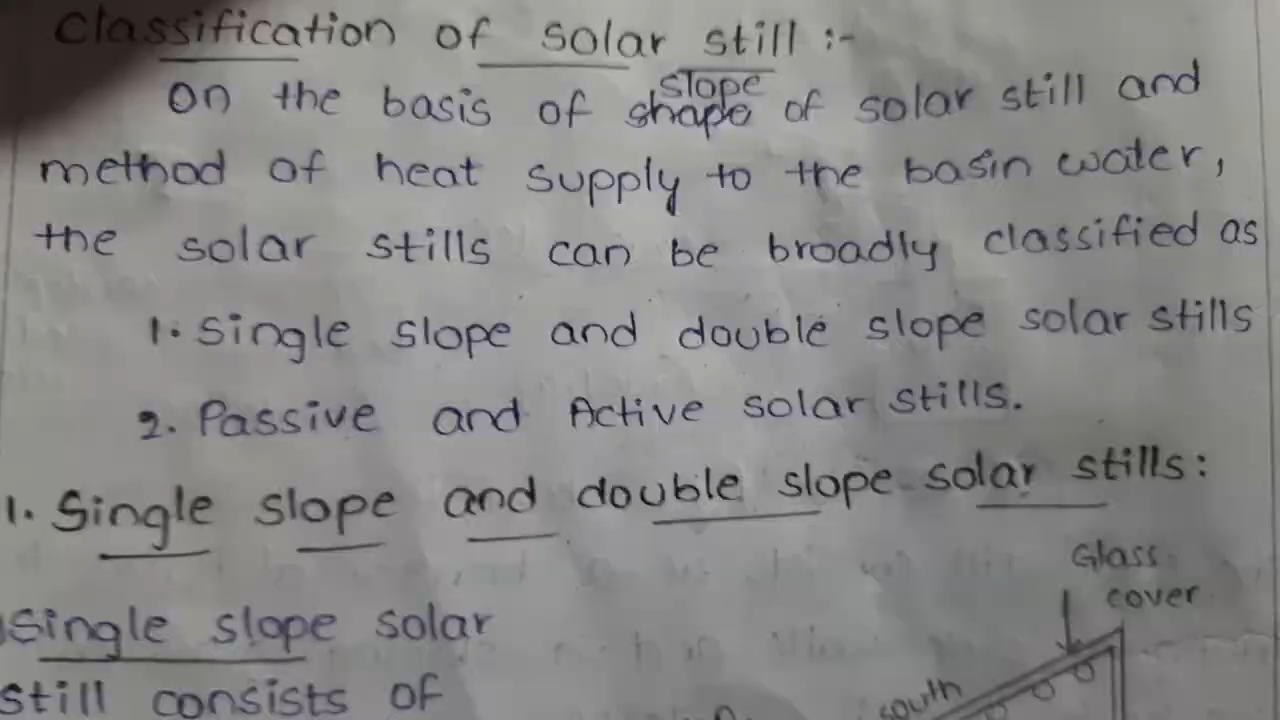 Classification of solar still :-
slope
on the basis of shape of solar still and
method of heat supply to the basin water,
the solar stills can be broadly classified as
1. Single slope and double slope solar stills
2. Passive and Active solar stills.
1. Single slope and double slope solar stills:
Glass
cover
Single slope solar
still consists of
south